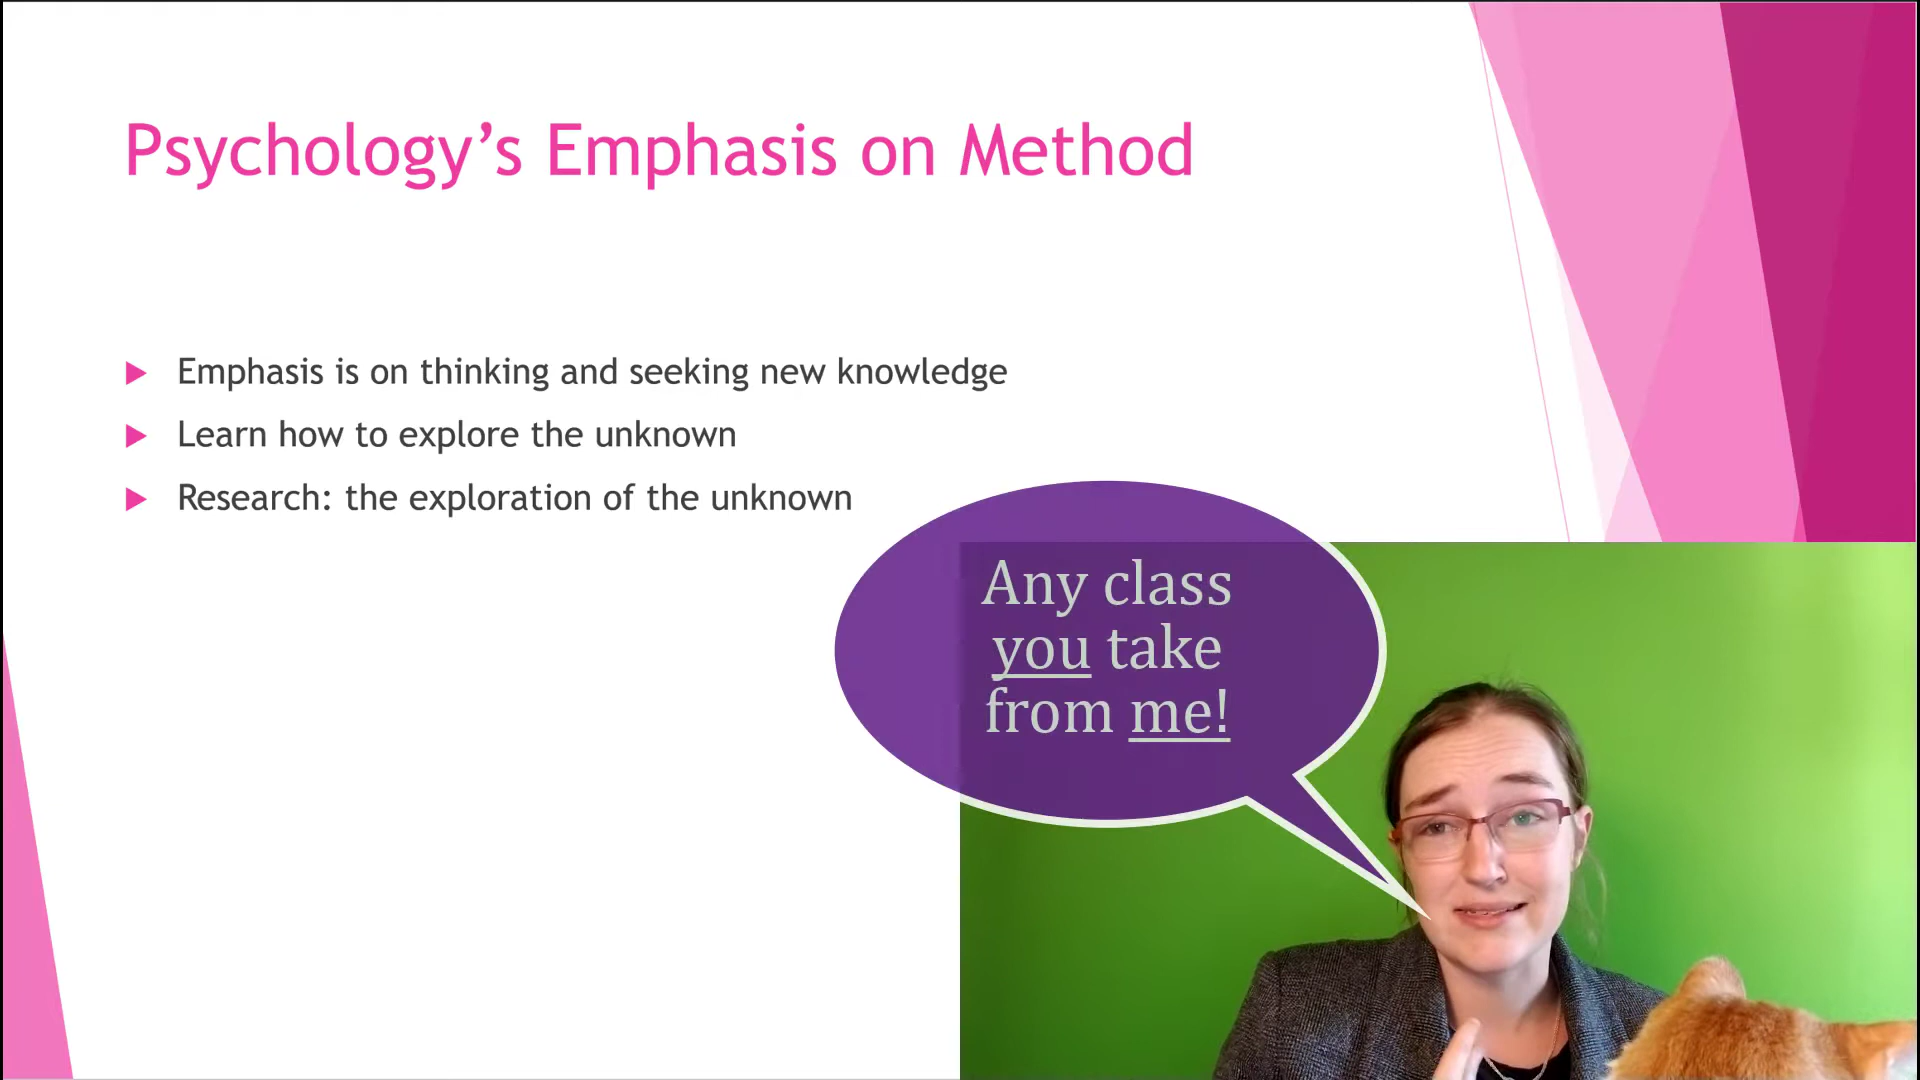 Psychology’s Emphasis on Method
Emphasis is on thinking and seeking new knowledge
Learn how to explore the unknown
Research: the exploration of the unknown
Any class
you take
from me!